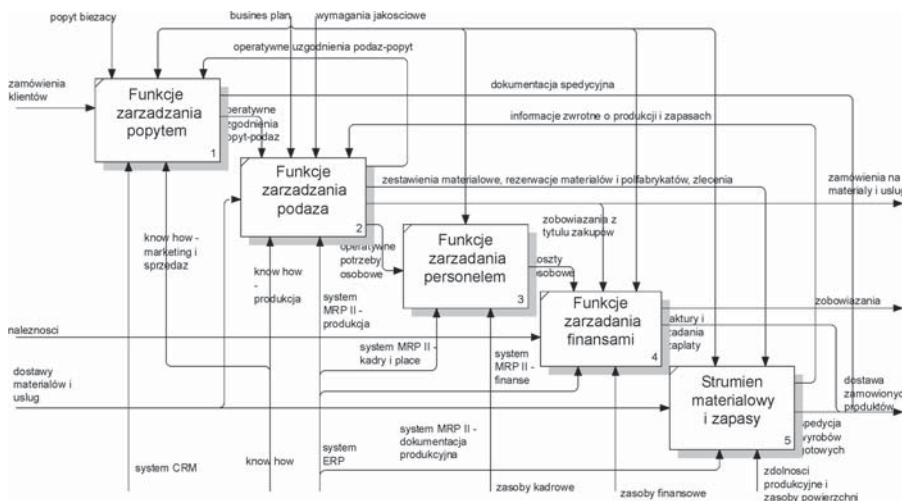 popyt biezacy
busines plan
wymagania jakosciowe
operatywne uzgodnienia podaz-popyt
zamówienia
klientów
Funkcje
zarzadzania
popytem
1
dokumentacja spedycyjna
operatywne
uzgodnienia
popyt-podaz
informacje zwrotne o produkcji i zapasach
Funkcje
zarzadzania
podaza
2
zestawienia materialowe, rezerwacje materialów i polfabrykatów, zlecenia
zamówienia na
materialy i uslug
know how -
marketing i
sprzedaz
operatywne
potrzeby
osobowe
zobowiazania z
tytulu zakupów
Funkcje
zarzadania
personelem
3
koszty
osobowe
know how
- produkcja
system
MRP II -
produkcja
Funkcje
zarzadania
finansami
4
zobowiazania
naleznosci
faktury i
zadania
zaplaty
system MRP II -
kadry i place
system
MRP II -
finanse
dostawy
materialów i
uslug
Strumien
materialowy
i zapasy
5
dostawa
zamowionyc
produktów
spedycja
wyrobów
gotowych
system MRP II -
dokumentacja
produkcyjna
system CRM
know how
system
ERP
zasoby kadrowe
zasoby finansowe
zdolnosci
produkcyjne i
zasoby powierzchni